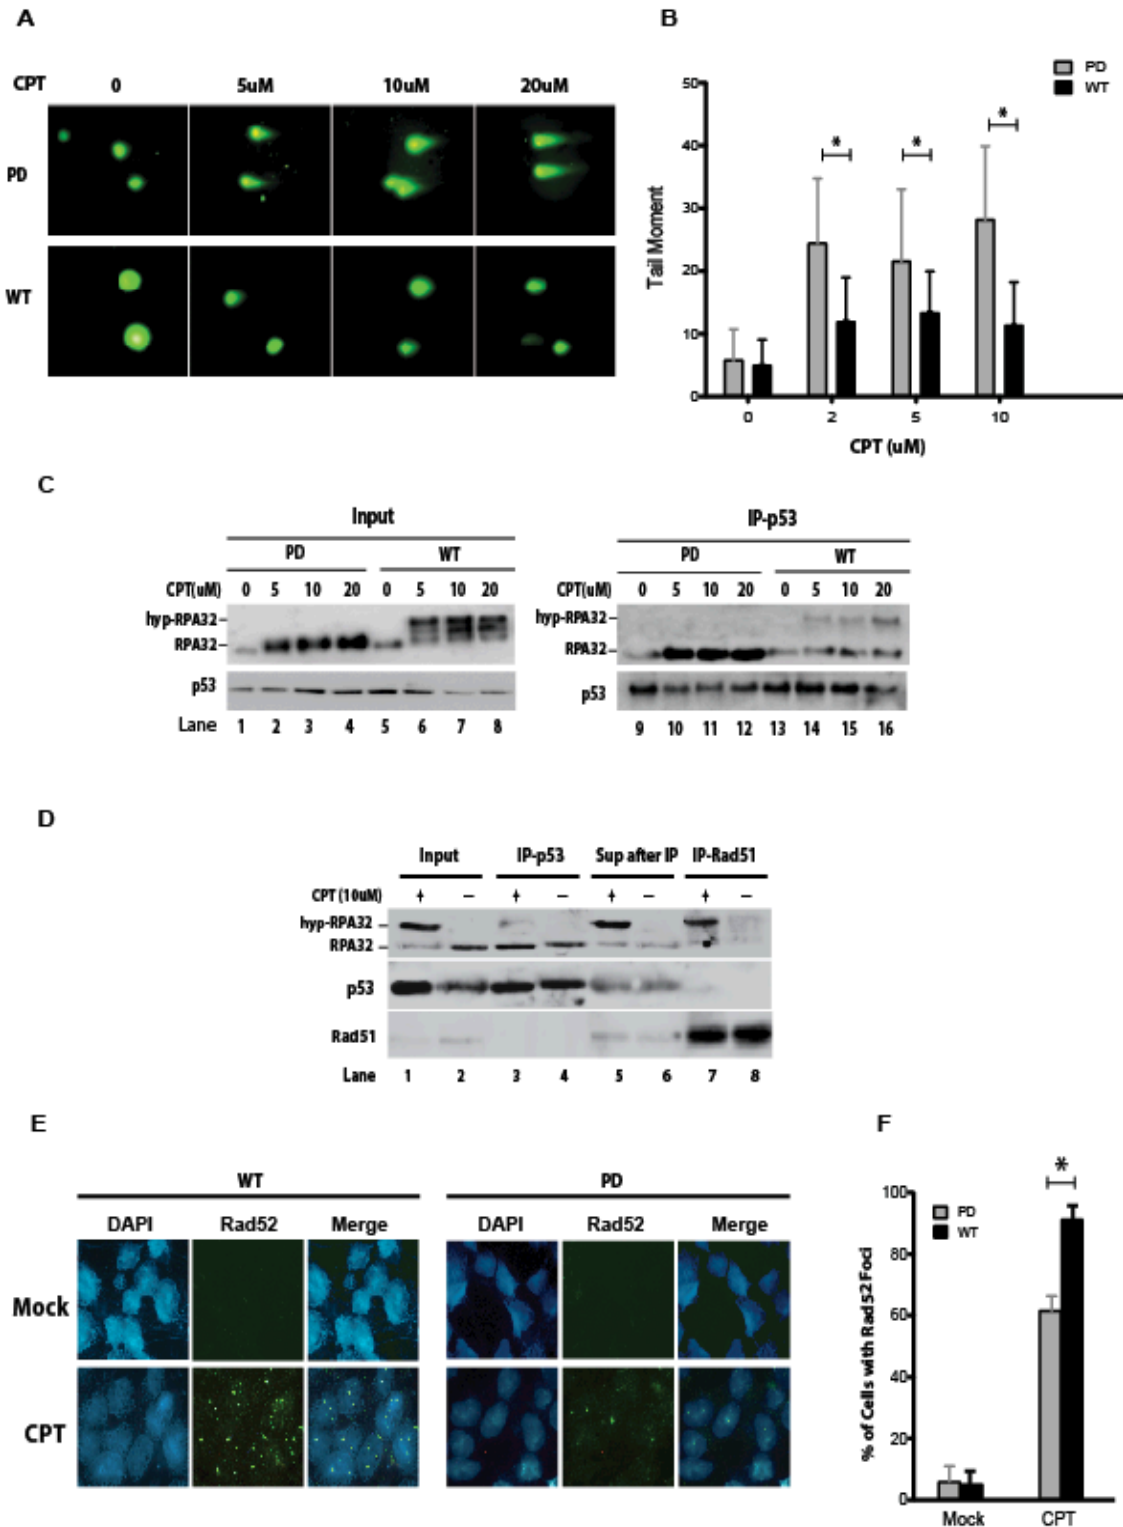 A
CPT 0 5uM 10uM 20uM
PD
WT
B
PD
WT
50
40
30
20
10
0
Tail Moment
* * *
0 2 5 10
CPT (uM)
C
Input
PD WT
CPT(uM) 0 5 10 20 0 5 10 20
hyp-RPA32
RPA32
p53
Lane 1 2 3 4 5 6 7 8
IP-p53
PD WT
CPT(uM) 0 5 10 20 0 5 10 20
hyp-RPA32
RPA32
p53
9 10 11 12 13 14 15 16
D
Input IP-p53 Sup after IP IP-Rad51
CPT (10uM) + – + – + – + –
hyp-RPA32
RPA32
p53
Rad51
Lane 1 2 3 4 5 6 7 8
E
WT PD
DAPI Rad52 Merge DAPI Rad52 Merge
Mock
CPT
F
*
PD
WT
100
80
60
40
20
0
% of Cells with Rad52 Foci
Mock CPT